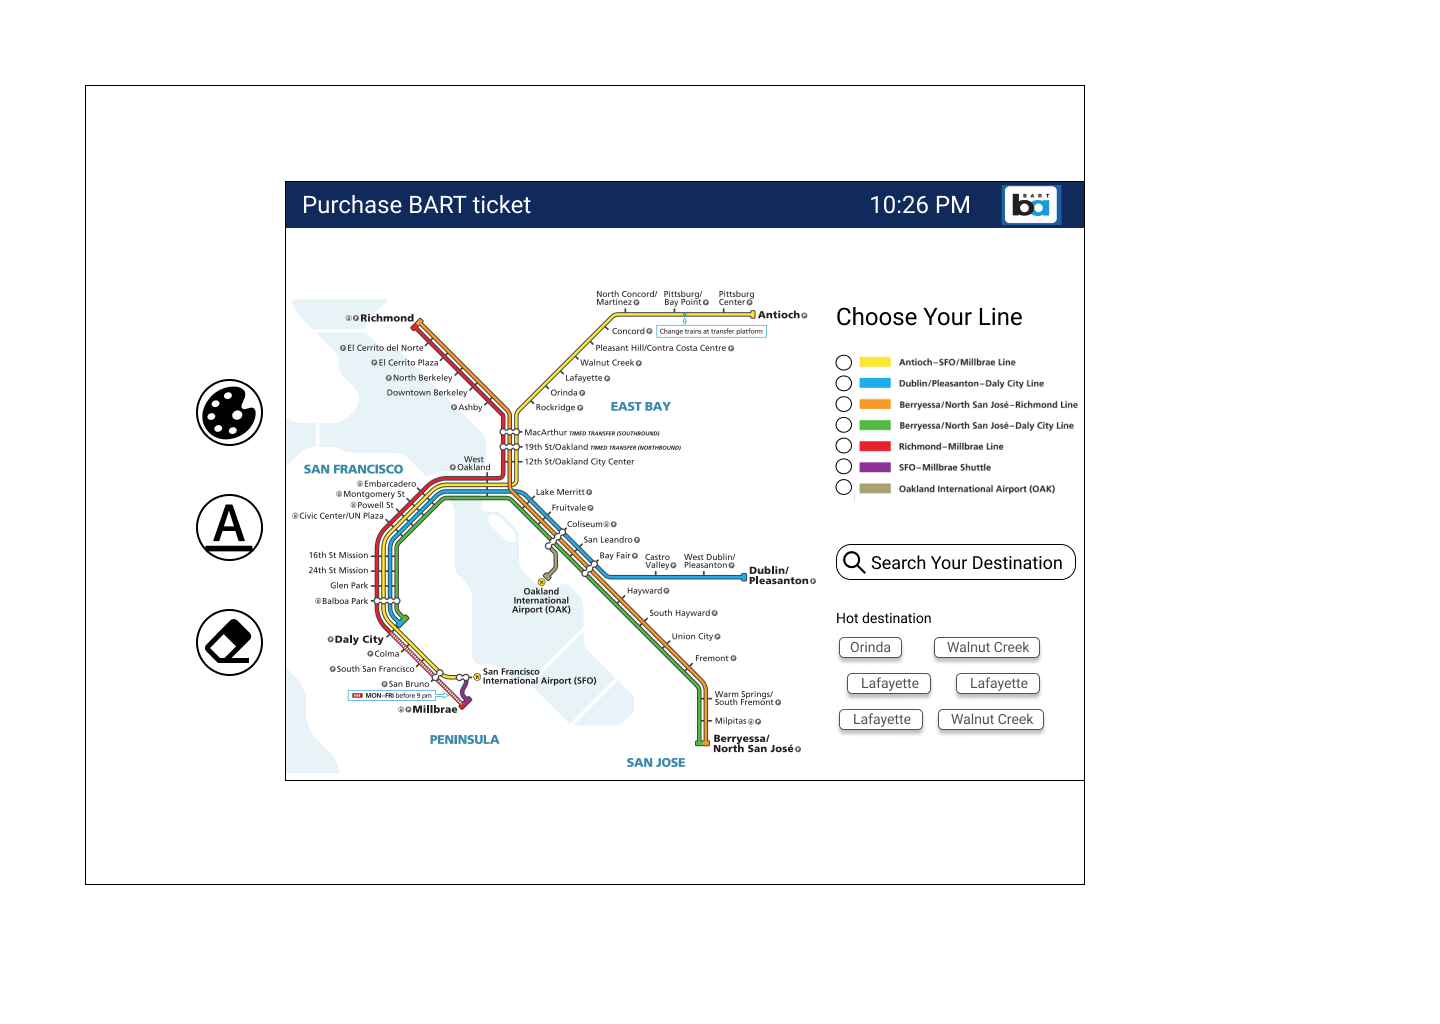 Purchase BART ticket
10:26 PM
BART
ba
North Concord/
Martinez
Pittsburg/
Bay Point
Pittsburg
Center
Antioch
Richmond
Change trains at transfer platform
Concord
El Cerrito del Norte
Pleasant Hill/Contra Costa Centre
El Cerrito Plaza
Walnut Creek
North Berkeley
Lafayette
Downtown Berkeley
Orinda
Ashby
Rockridge
EAST BAY
MacArthur TIMED TRANSFER (SOUTHBOUND)
19th St/Oakland TIMED TRANSFER (NORTHBOUND)
12th St/Oakland City Center
West
Oakland
SAN FRANCISCO
Embarcadero
Montgomery St
Powell St
Civic Center/UN Plaza
Lake Merritt
Fruitvale
Coliseum
San Leandro
Bay Fair
Castro
Valley
West Dublin/
Pleasanton
Dublin/
Pleasanton
16th St Mission
24th St Mission
Glen Park
Balboa Park
Oakland
International
Airport (OAK)
Hayward
South Hayward
Union City
Fremont
Daly City
Colma
South San Francisco
San Bruno
MON–FRI before 9 pm
Millbrae
San Francisco
International Airport (SFO)
Warm Springs/
South Fremont
Milpitas
Berryessa/
North San José
PENINSULA
SAN JOSE
Choose Your Line
Antioch–SFO/Millbrae Line
Dublin/Pleasanton–Daly City Line
Berryessa/North San José–Richmond Line
Berryessa/North San José–Daly City Line
Richmond–Millbrae Line
SFO–Millbrae Shuttle
Oakland International Airport (OAK)
Search Your Destination
Hot destination
Orinda
Walnut Creek
Lafayette
Lafayette
Lafayette
Walnut Creek
A